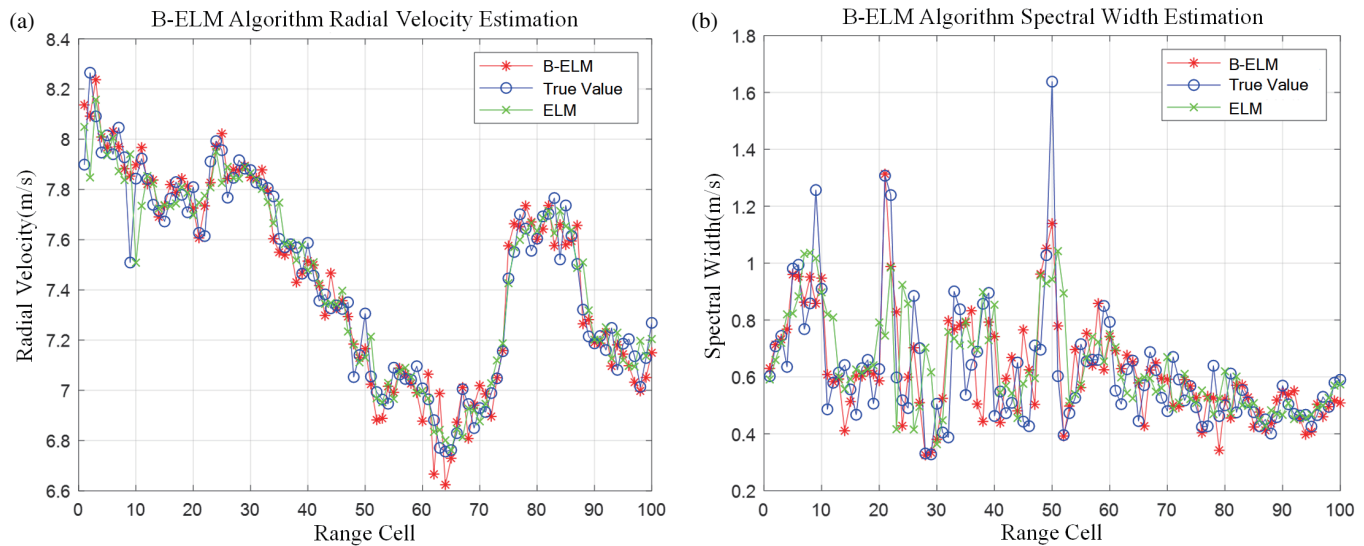 (a)
B-ELM Algorithm Radial Velocity Estimation
8.4
8.2
8
7.8
7.6
7.4
7.2
7
6.8
6.6
Radial Velocity(m/s)
B-ELM
True Value
ELM
0 10 20 30 40 50 60 70 80 90 100
Range Cell
(b)
B-ELM Algorithm Spectral Width Estimation
1.8
1.6
1.4
1.2
1
0.8
0.6
0.4
0.2
Spectral Width(m/s)
B-ELM
True Value
ELM
0 10 20 30 40 50 60 70 80 90 100
Range Cell